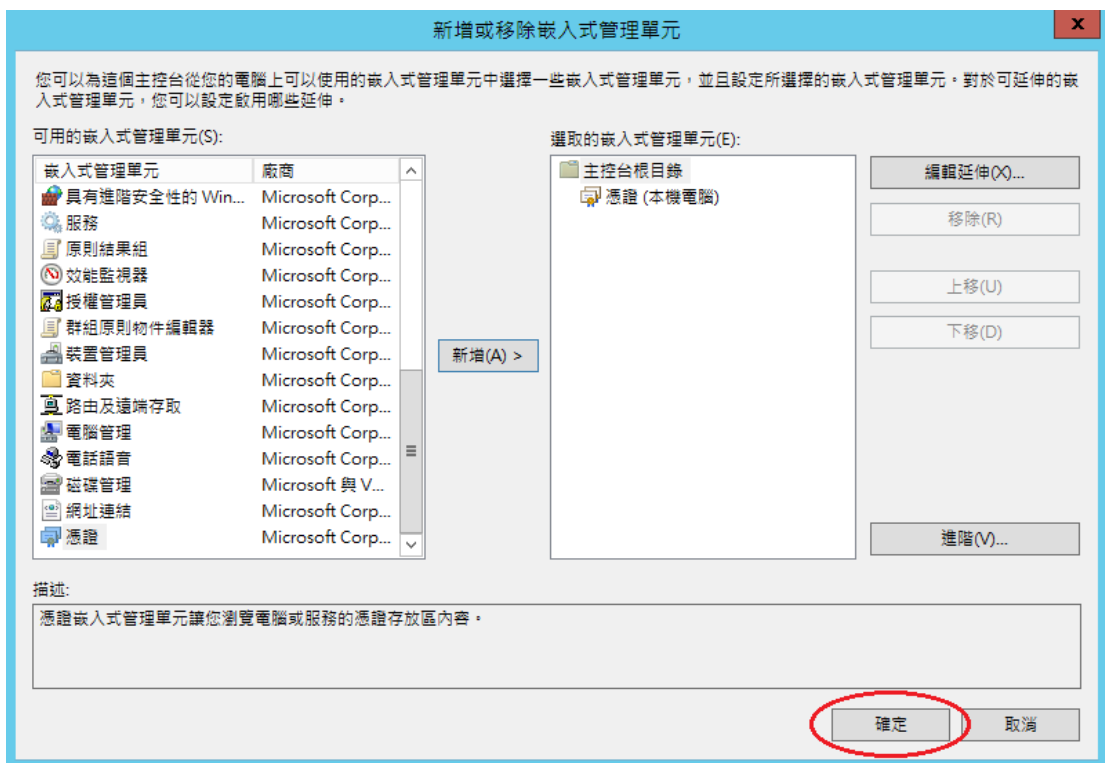 新增或移除嵌入式管理單元
x
您可以為這個主控台從您的電腦上可以使用的嵌入式管理單元中選擇一些嵌入式管理單元，並且設定所選擇的嵌入式管理單元。對於可延伸的嵌
入式管理單元，您可以設定啟用哪些延伸。
可用的嵌入式管理單元(S):
嵌入式管理單元 廠商
具有進階安全性的 Win... Microsoft Corp...
服務 Microsoft Corp...
原則結果組 Microsoft Corp...
效能監視器 Microsoft Corp...
授權管理員 Microsoft Corp...
群組原則物件編輯器 Microsoft Corp...
裝置管理員 Microsoft Corp...
資料夾 Microsoft Corp...
路由及遠端存取 Microsoft Corp...
電腦管理 Microsoft Corp...
電話語音 Microsoft Corp...
磁碟管理 Microsoft 與 V...
網址連結 Microsoft Corp...
憑證 Microsoft Corp...
新增(A) >
選取的嵌入式管理單元(E):
主控台根目錄
憑證 (本機電腦)
編輯延伸(X)...
移除(R)
上移(U)
下移(D)
進階(V)...
描述:
憑證嵌入式管理單元讓您瀏覽電腦或服務的憑證存放區內容。
確定
取消